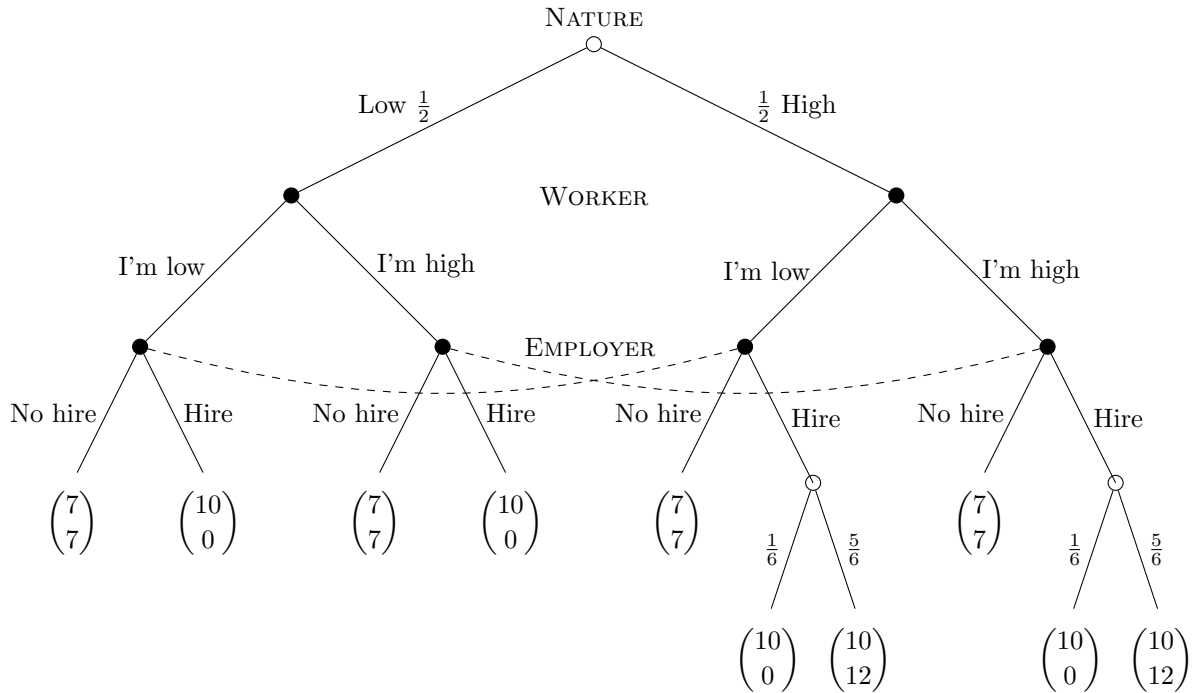 NATURE
Low 1/2
1/2 High
WORKER
I'm low
I'm high
I'm low
I'm high
EMPLOYER
No hire
Hire
No hire
Hire
No hire
Hire
No hire
Hire
(7 7)
(10 0)
(7 7)
(10 0)
(7 7)
(7 7)
1/6
5/6
1/6
5/6
(10 0)
(10 12)
(10 0)
(10 12)